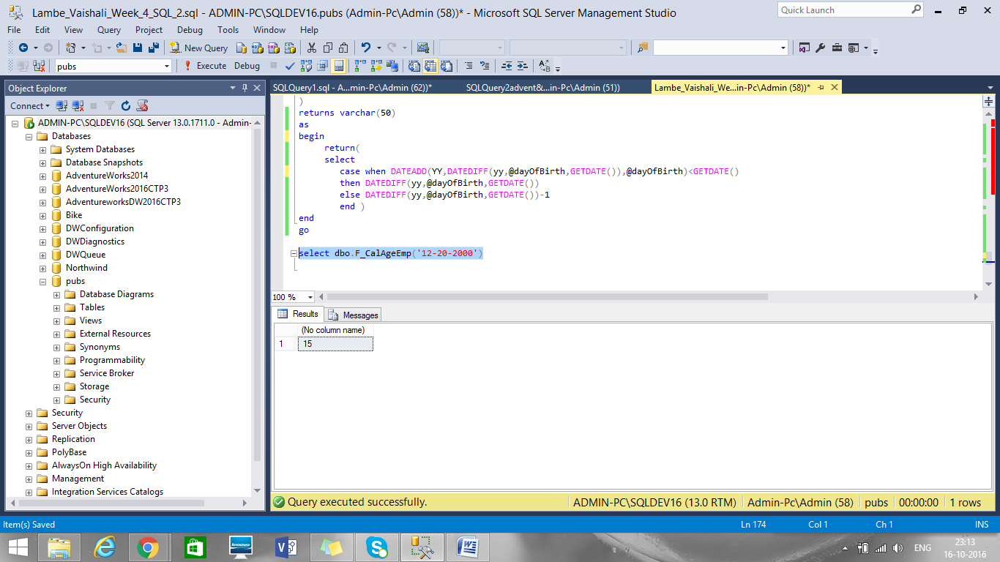 Lambe_Vaishali_Week_4_SQL_2.sql - ADMIN-PC\SQLDEV16.pubs (Admin-Pc\Admin (58))* - Microsoft SQL Server Management Studio
Quick Launch
File Edit View Query Project Debug Tools Window Help
New Query
pubs
Execute Debug
Object Explorer
Connect
ADMIN-PC\SQLDEV16 (SQL Server 13.0.1711.0 - Admin-
Databases
System Databases
Database Snapshots
AdventureWorks2014
AdventureWorks2016CTP3
AdventureworksDW2016CTP3
Bike
DWConfiguration
DWDiagnostics
DWQueue
Northwind
pubs
Database Diagrams
Tables
Views
External Resources
Synonyms
Programmability
Service Broker
Storage
Security
Security
Server Objects
Replication
PolyBase
AlwaysOn High Availability
Management
Integration Services Catalogs
SQLQuery1.sql - A...min-Pc\Admin (62))*
SQLQuery2advent&...in-Pc\Admin (51))
Lambe_Vaishali_We...in-Pc\Admin (58))*
)
returns varchar(50)
as
begin
return(
select
case when DATEADD(YY,DATEDIFF(yy,@dayOfBirth,GETDATE()),@dayOfBirth)<GETDATE()
then DATEDIFF(yy,@dayOfBirth,GETDATE())
else DATEDIFF(yy,@dayOfBirth,GETDATE())-1
end )
end
go
select dbo.F_CalAgeEmp('12-20-2000')
100 %
Results Messages
(No column name)
1 15
Query executed successfully.
ADMIN-PC\SQLDEV16 (13.0 RTM) Admin-Pc\Admin (58) pubs 00:00:00 1 rows
Item(s) Saved
Ln 174 Col 1 Ch 1 INS
lenovo
ENG
23:13
16-10-2016